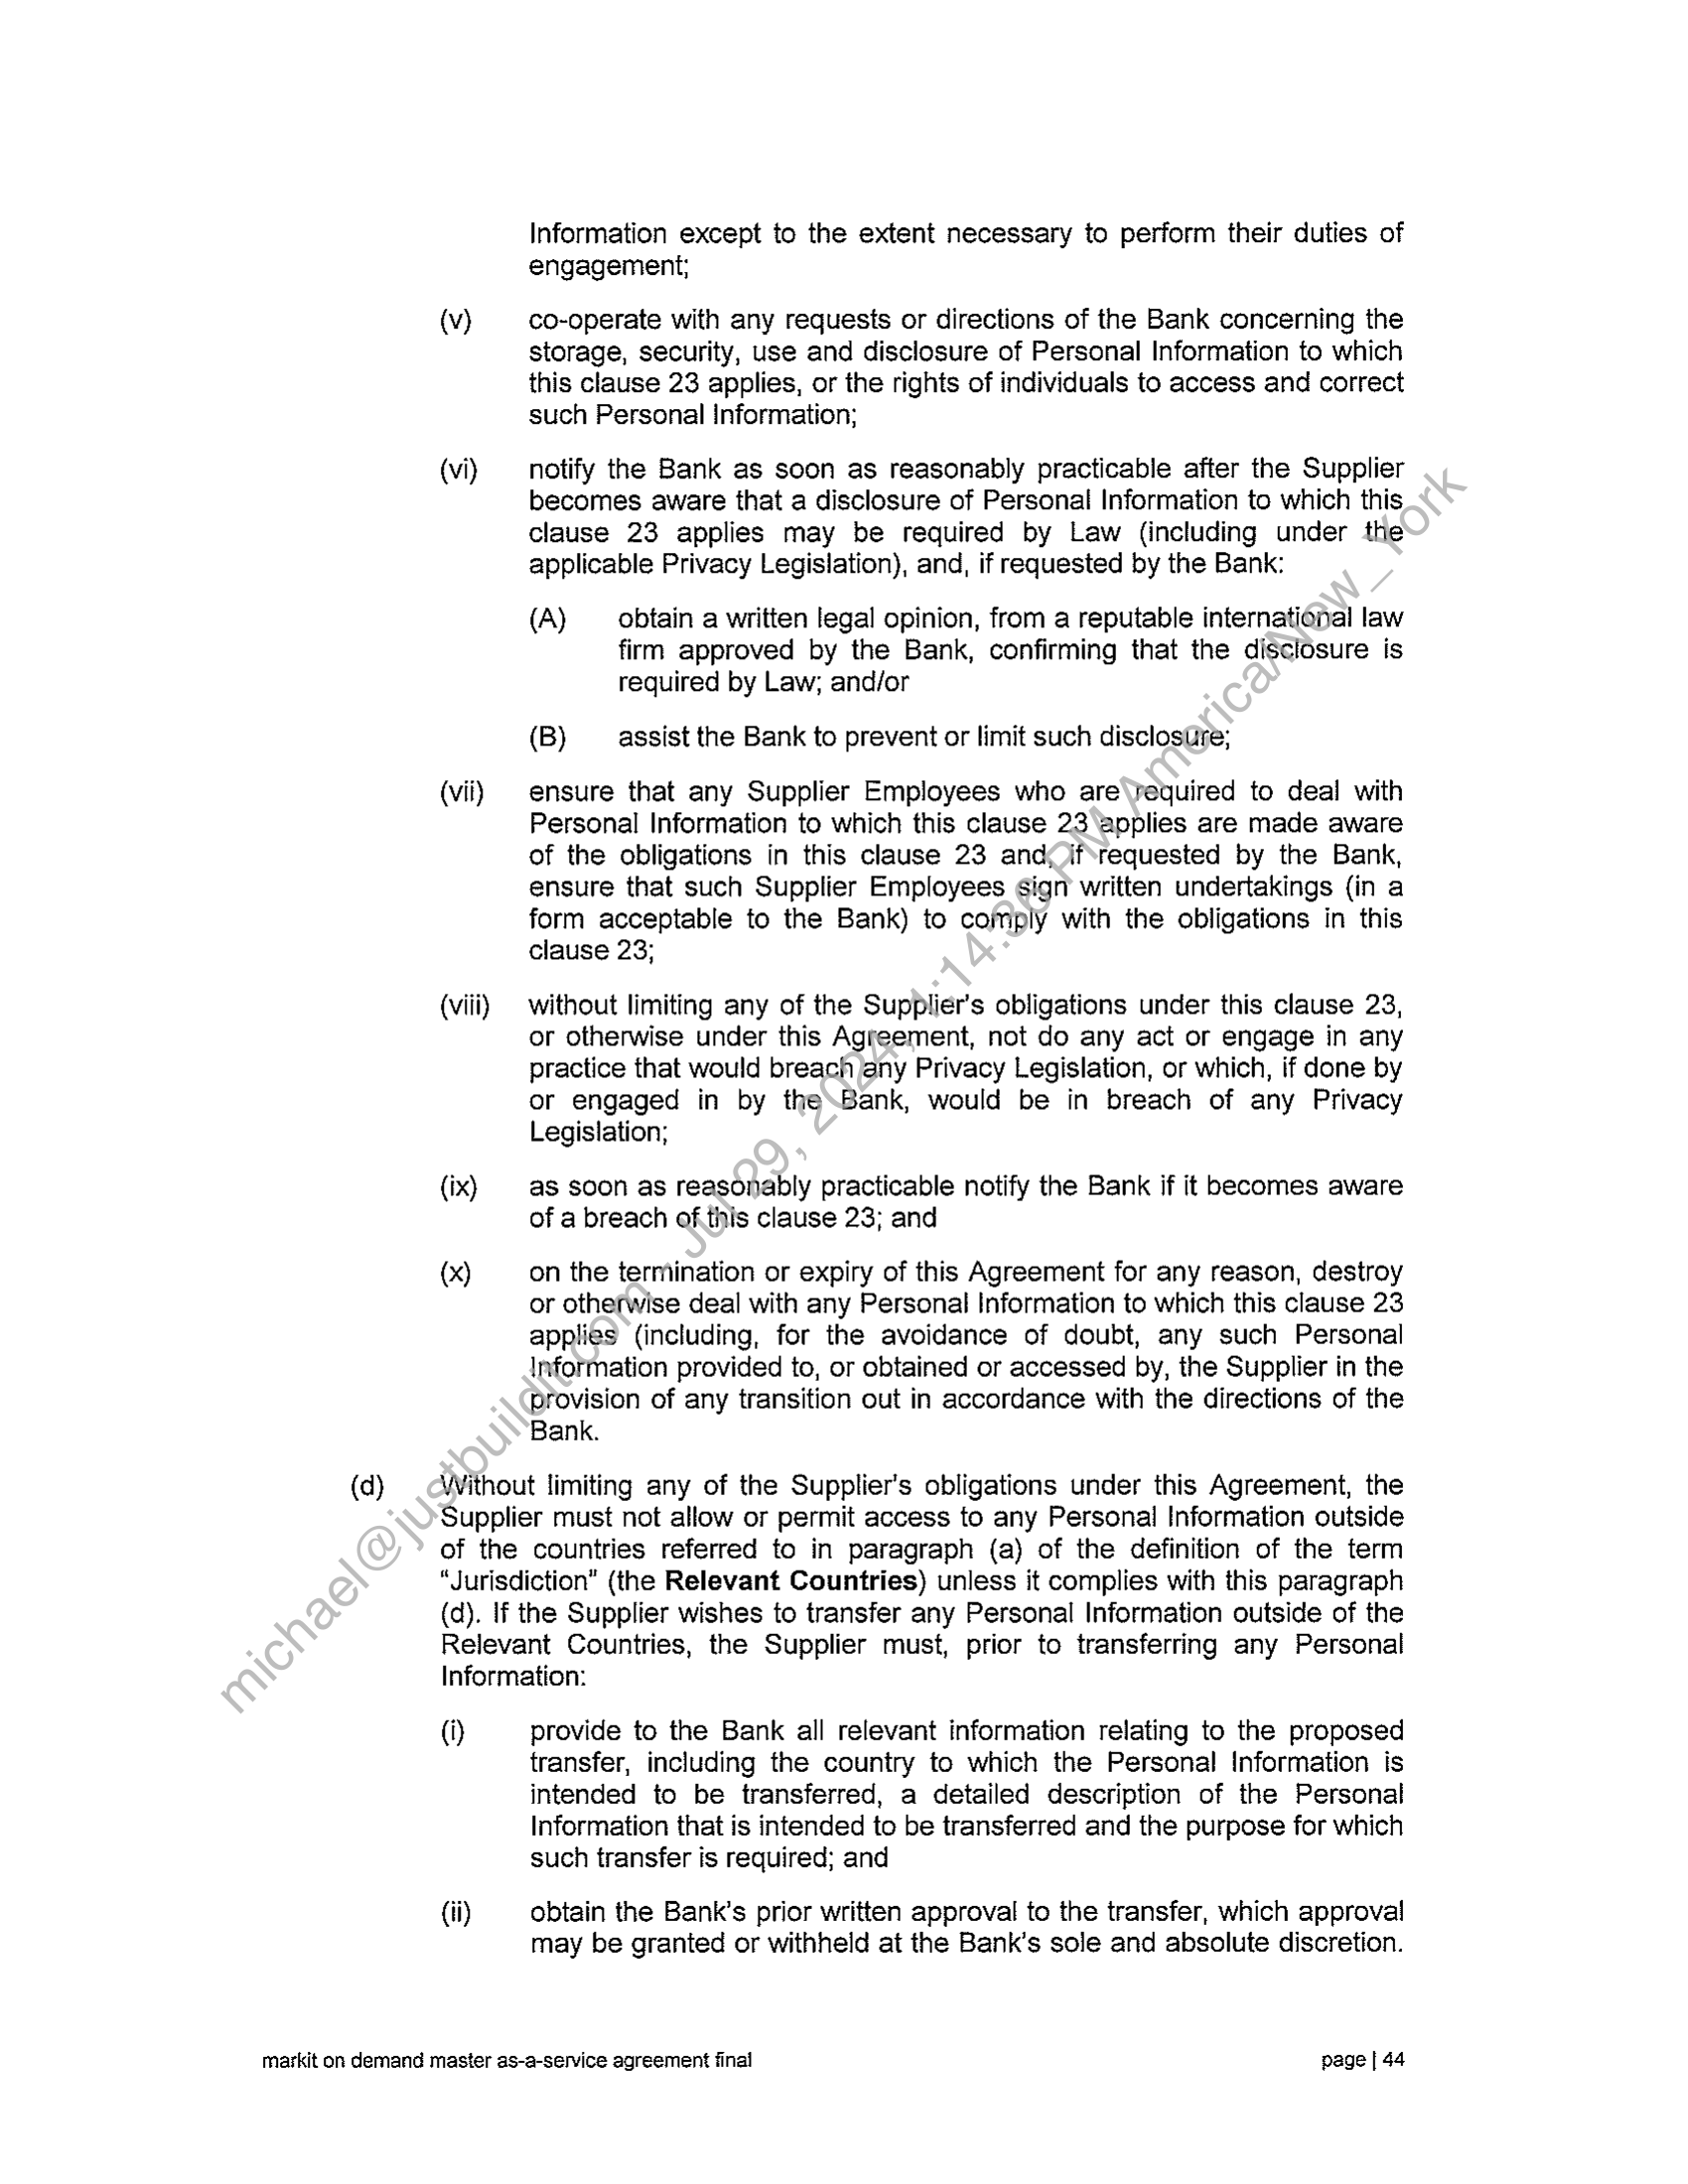 Information except to the extent necessary to perform their duties of
engagement;
(v) co-operate with any requests or directions of the Bank concerning the
storage, security, use and disclosure of Personal Information to which
this clause 23 applies, or the rights of individuals to access and correct
such Personal Information;
(vi) notify the Bank as soon as reasonably practicable after the Supplier
becomes aware that a disclosure of Personal Information to which this
clause 23 applies may be required by Law (including under the
applicable Privacy Legislation), and, if requested by the Bank:
(A) obtain a written legal opinion, from a reputable international law
firm approved by the Bank, confirming that the disclosure is
required by Law; and/or
(B) assist the Bank to prevent or limit such disclosure;
(vii) ensure that any Supplier Employees who are required to deal with
Personal Information to which this clause 23 applies are made aware
of the obligations in this clause 23 and, if requested by the Bank,
ensure that such Supplier Employees sign written undertakings (in a
form acceptable to the Bank) to comply with the obligations in this
clause 23;
(viii) without limiting any of the Supplier's obligations under this clause 23,
or otherwise under this Agreement, not do any act or engage in any
practice that would breach any Privacy Legislation, or which, if done by
or engaged in by the Bank, would be in breach of any Privacy
Legislation;
(ix) as soon as reasonably practicable notify the Bank if it becomes aware
of a breach of this clause 23; and
(x) on the termination or expiry of this Agreement for any reason, destroy
or otherwise deal with any Personal Information to which this clause 23
applies (including, for the avoidance of doubt, any such Personal
Information provided to, or obtained or accessed by, the Supplier in the
provision of any transition out in accordance with the directions of the
Bank.
(d) Without limiting any of the Supplier's obligations under this Agreement, the
Supplier must not allow or permit access to any Personal Information outside
of the countries referred to in paragraph (a) of the definition of the term
"Jurisdiction" (the Relevant Countries) unless it complies with this paragraph
(d). If the Supplier wishes to transfer any Personal Information outside of the
Relevant Countries, the Supplier must, prior to transferring any Personal
Information:
(i) provide to the Bank all relevant information relating to the proposed
transfer, including the country to which the Personal Information is
intended to be transferred, a detailed description of the Personal
Information that is intended to be transferred and the purpose for which
such transfer is required; and
(ii) obtain the Bank's prior written approval to the transfer, which approval
may be granted or withheld at the Bank's sole and absolute discretion.
markit on demand master as-a-service agreement final page | 44
michael@justbuildit.com - Jul 29, 2024, 1:14:36 PM America/New_York